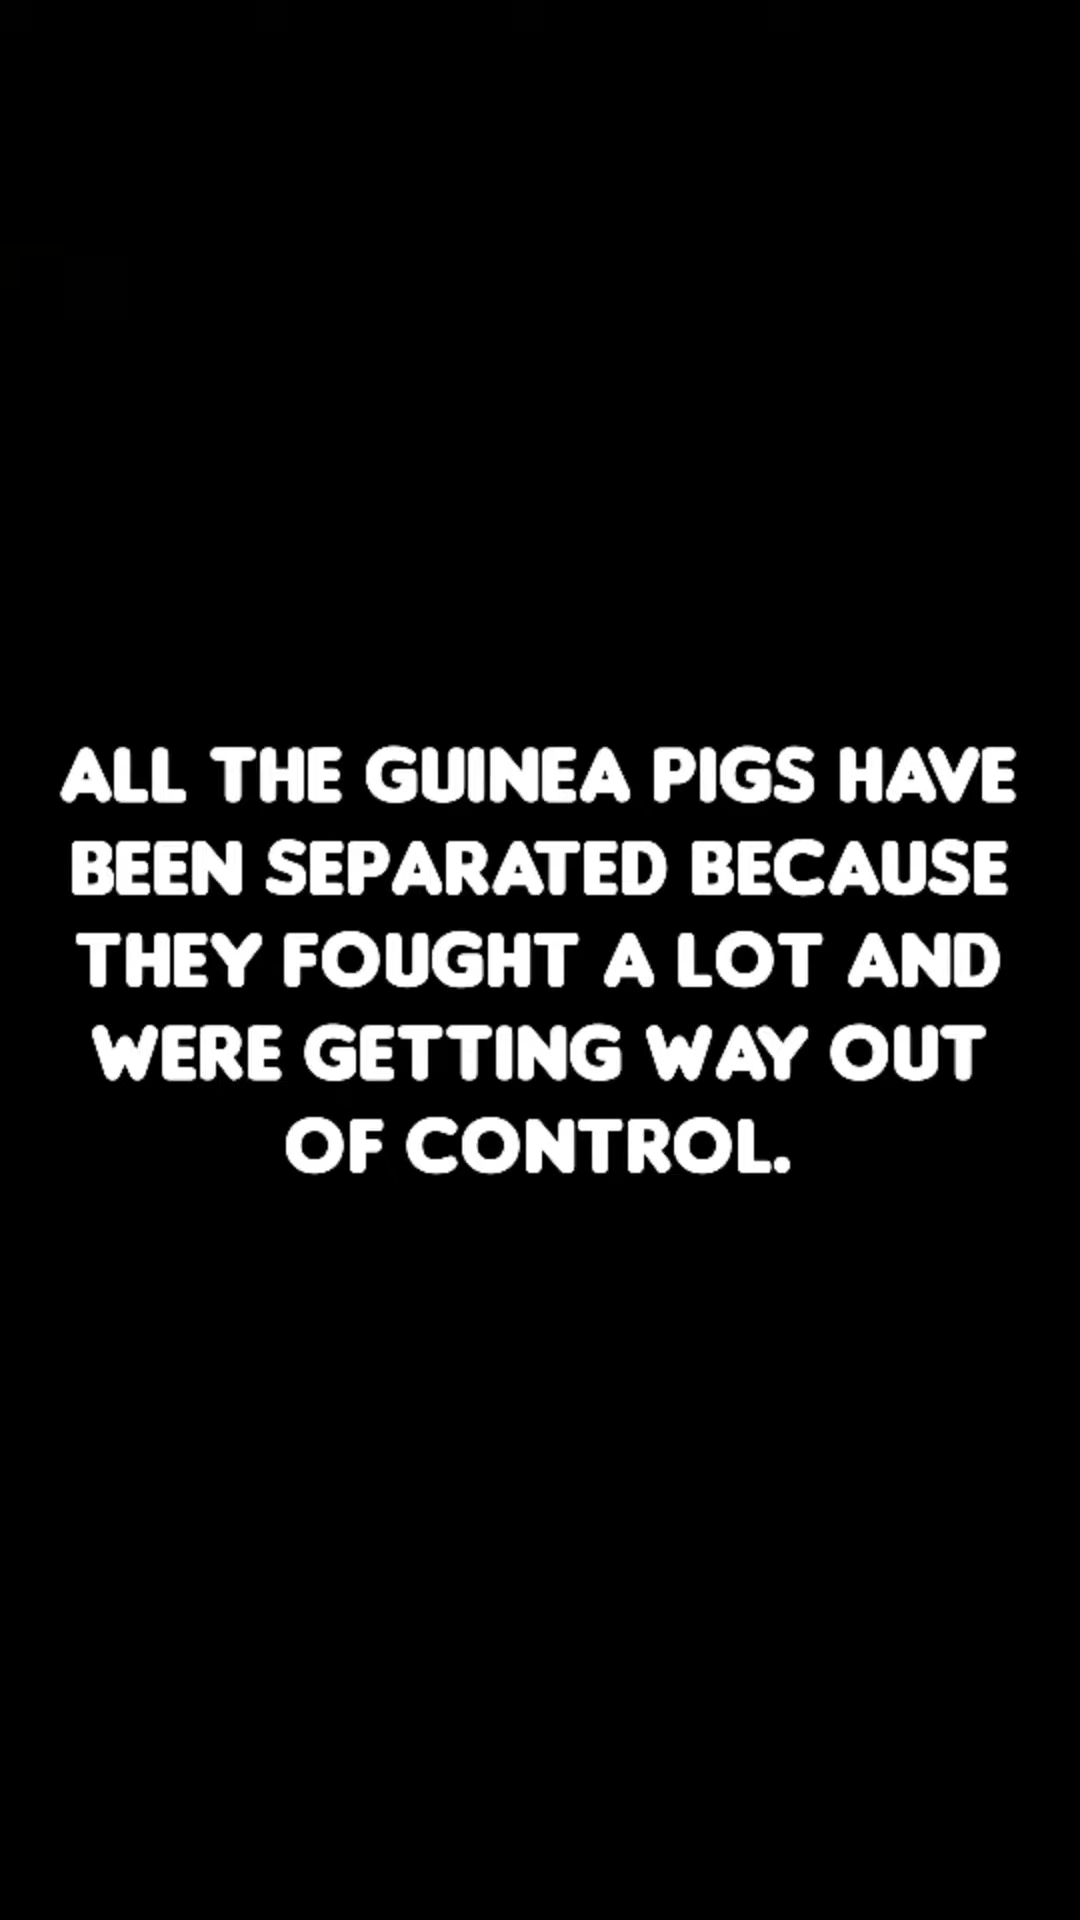 ALL THE GUINEA PIGS HAVE
BEEN SEPARATED BECAUSE
THEY FOUGHT A LOT AND
WERE GETTING WAY OUT
OF CONTROL.